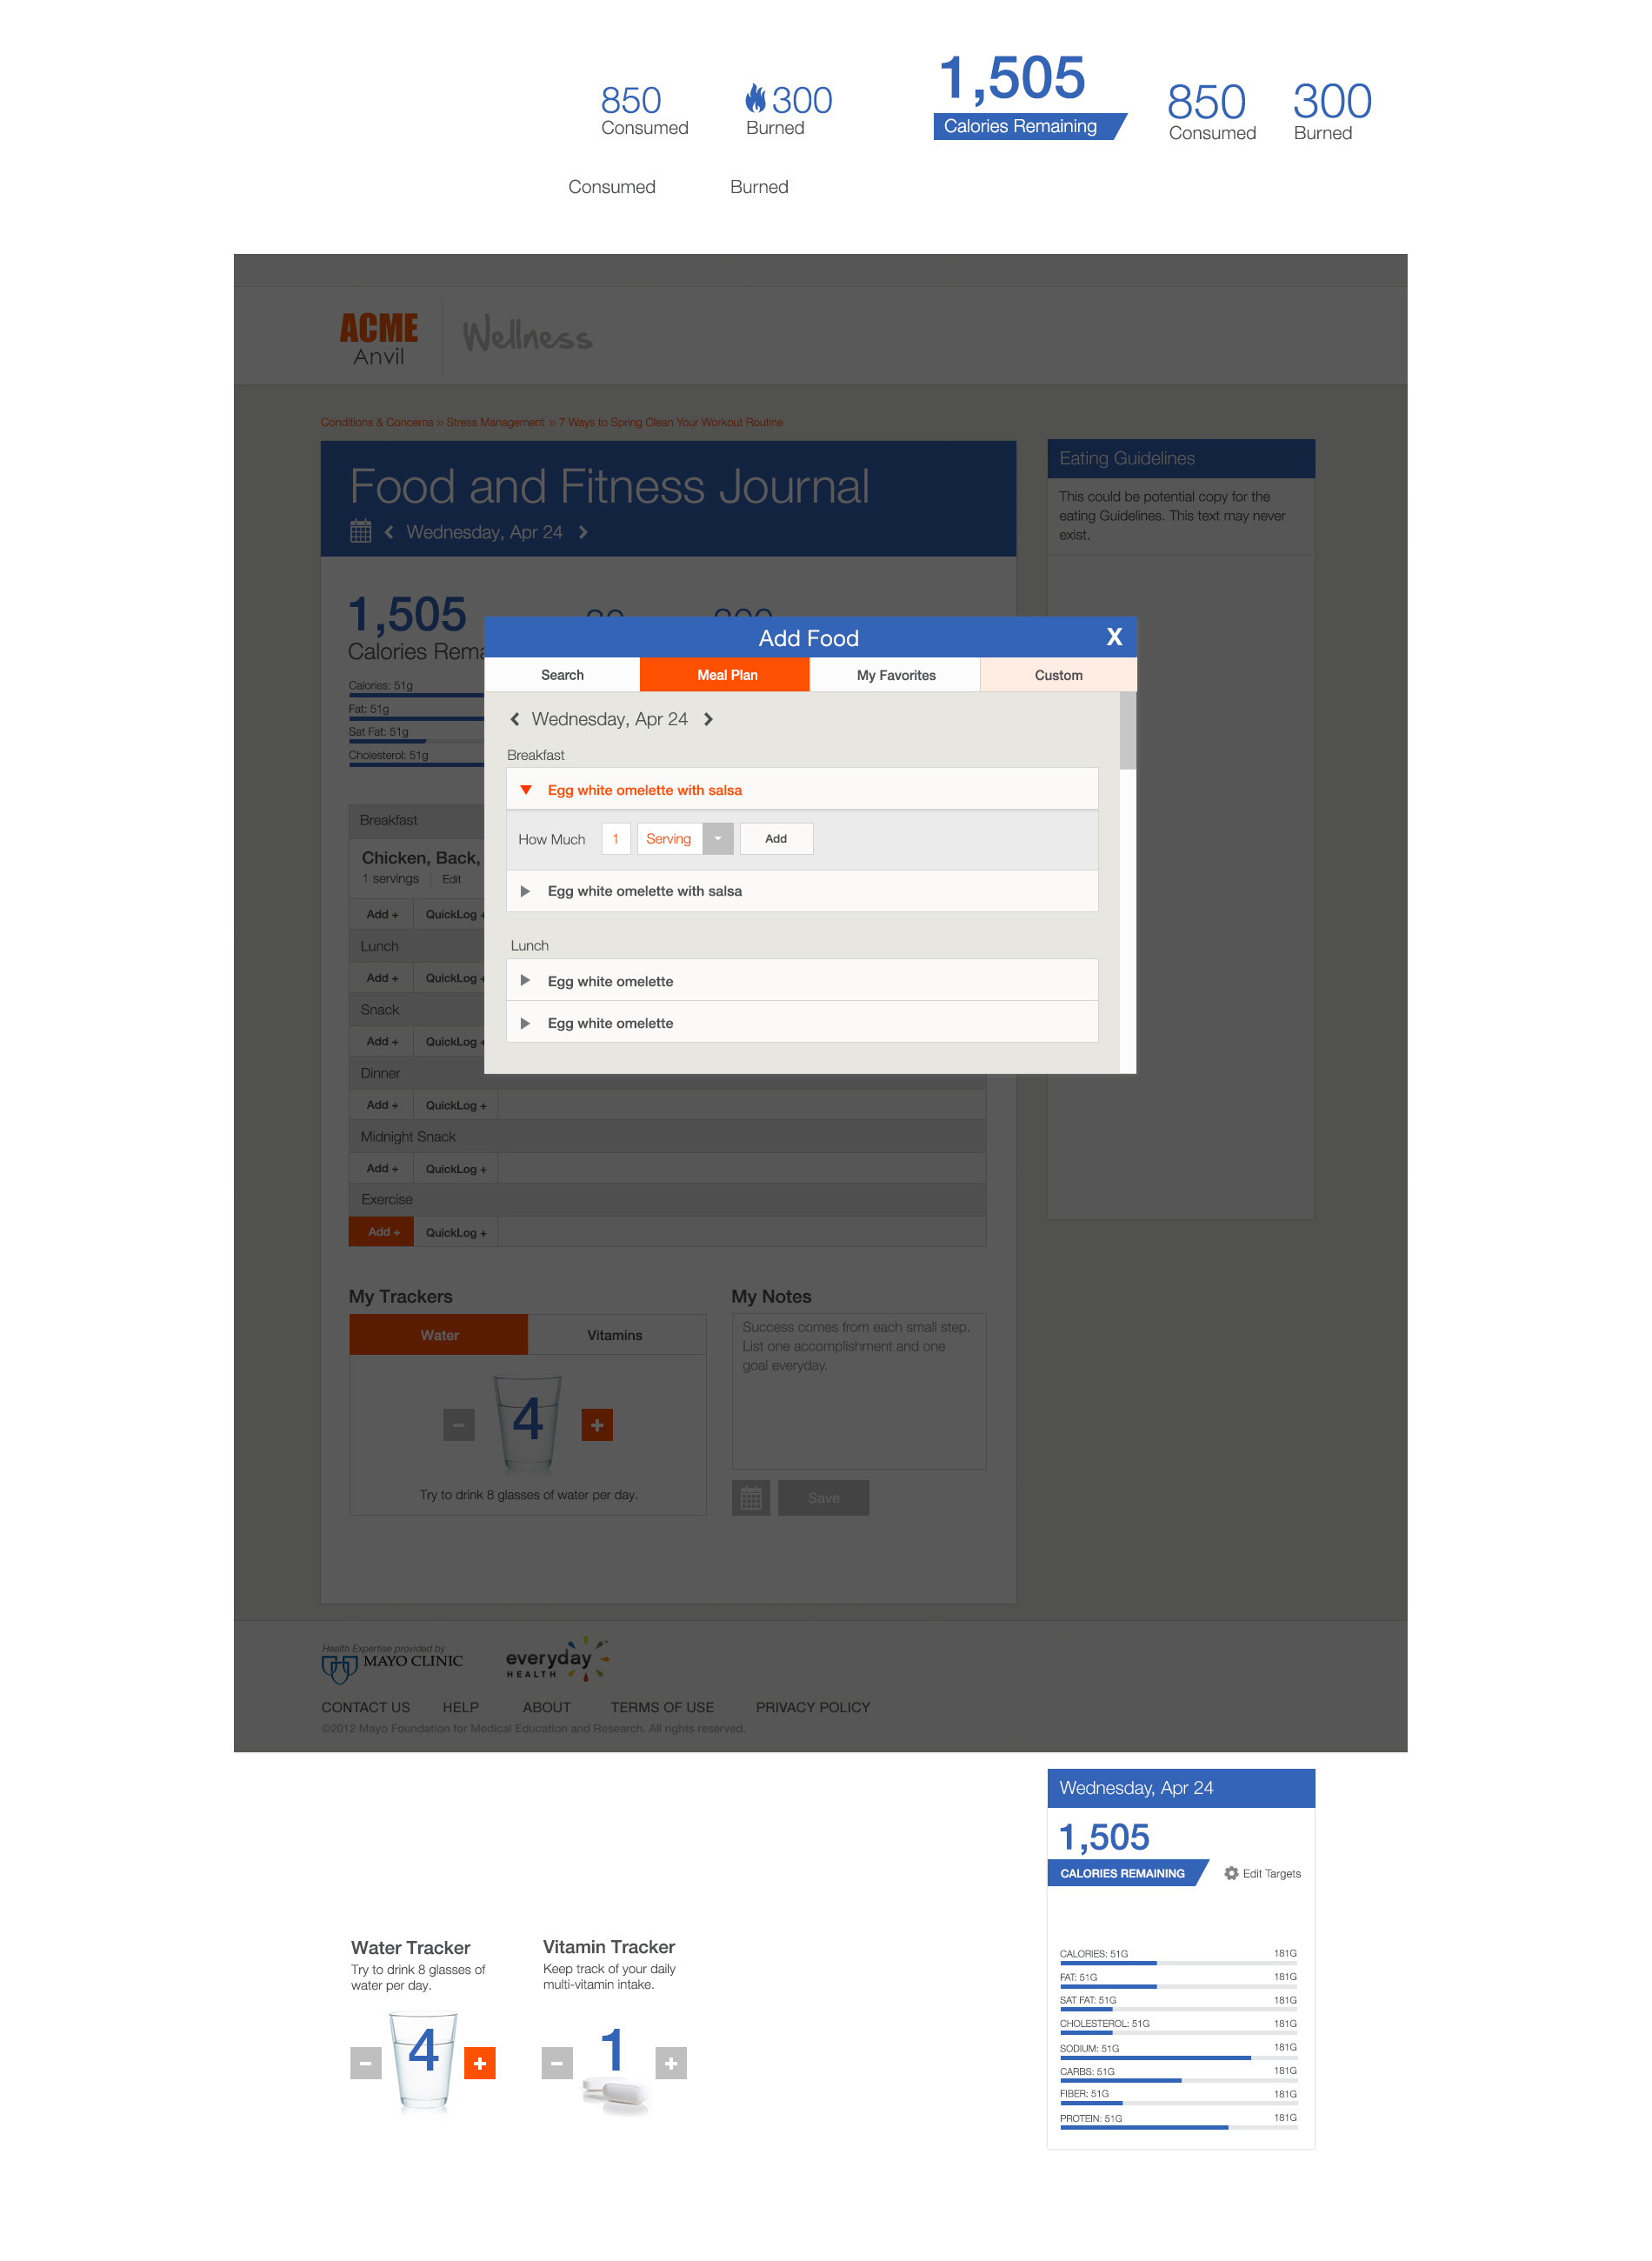 850
Consumed
300
Burned
1,505
Calories Remaining
850
Consumed
300
Burned
Consumed
Burned
ACME
Anvil
Wellness
Conditions & Concerns » Stress Management » 7 Ways to Spring Clean Your Workout Routine
Food and Fitness Journal
Wednesday, Apr 24
Eating Guidelines
This could be potential copy for the
eating Guidelines. This text may never
exist.
1,505
Calories Rema
Calories: 51g
Fat: 51g
Sat Fat: 51g
Cholesterol: 51g
Add Food
X
Search
Meal Plan
My Favorites
Custom
Wednesday, Apr 24
Breakfast
Egg white omelette with salsa
How Much
1
Serving
Add
Egg white omelette with salsa
Lunch
Egg white omelette
Egg white omelette
Breakfast
Chicken, Back,
1 servings
Edit
Add +
QuickLog +
Lunch
Add +
QuickLog +
Snack
Add +
QuickLog +
Dinner
Add +
QuickLog +
Midnight Snack
Add +
QuickLog +
Exercise
Add +
QuickLog +
My Trackers
Water
Vitamins
4
Try to drink 8 glasses of water per day.
My Notes
Success comes from each small step.
List one accomplishment and one
goal everyday.
Save
Health Expertise provided by
MAYO CLINIC
everyday
HEALTH
CONTACT US
HELP
ABOUT
TERMS OF USE
PRIVACY POLICY
©2012 Mayo Foundation for Medical Education and Research. All rights reserved.
Wednesday, Apr 24
1,505
CALORIES REMAINING
Edit Targets
CALORIES: 51G 181G
FAT: 51G 181G
SAT FAT: 51G 181G
CHOLESTEROL: 51G 181G
SODIUM: 51G 181G
CARBS: 51G 181G
FIBER: 51G 181G
PROTEIN: 51G 181G
Water Tracker
Try to drink 8 glasses of
water per day.
4
Vitamin Tracker
Keep track of your daily
multi-vitamin intake.
1